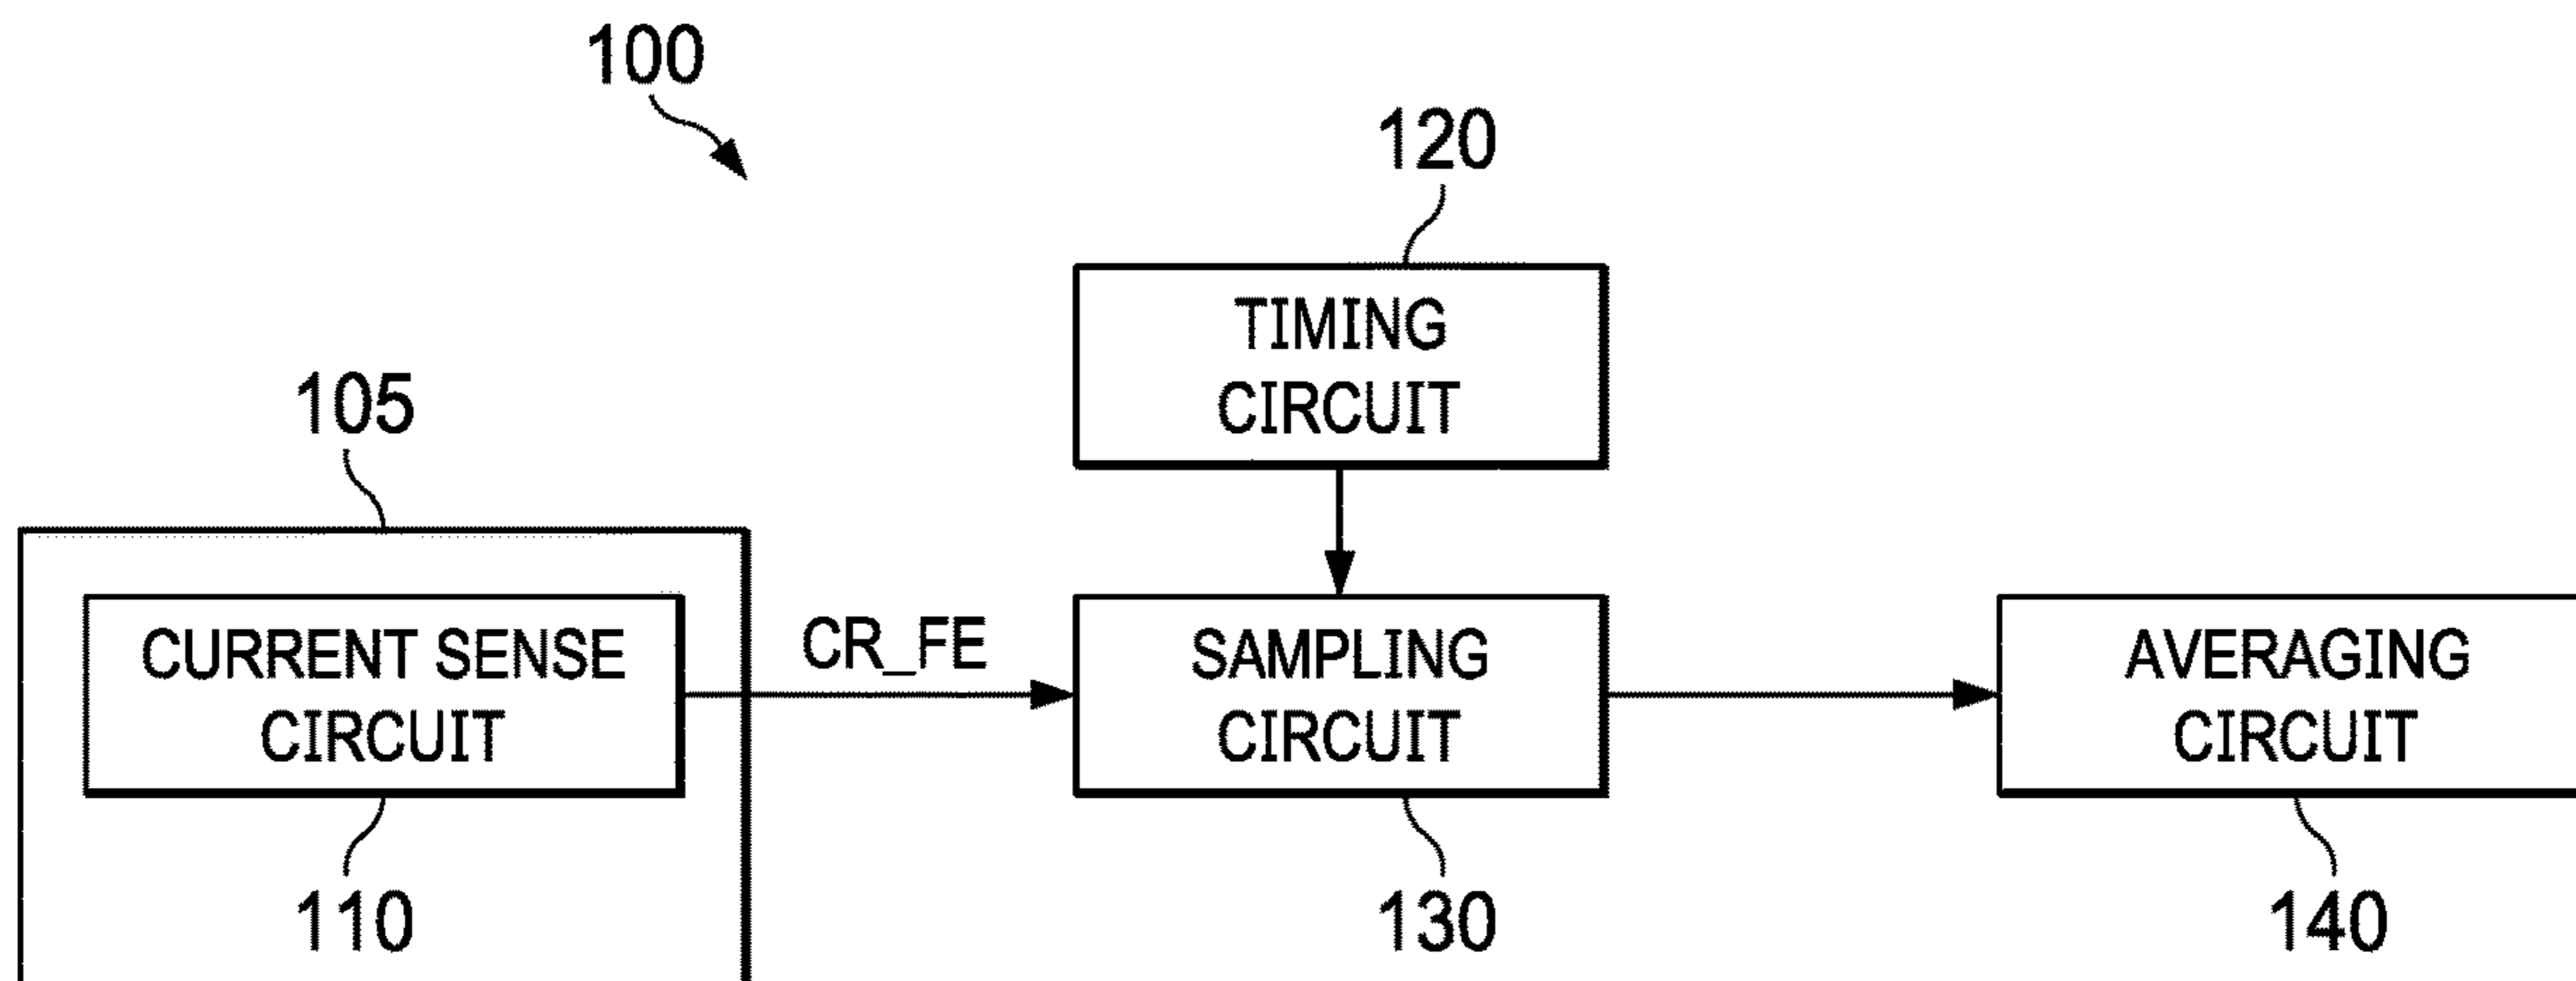 100
120
TIMING
CIRCUIT
105
CURRENT SENSE
CIRCUIT
CR_FE
SAMPLING
CIRCUIT
AVERAGING
CIRCUIT
110
130
140